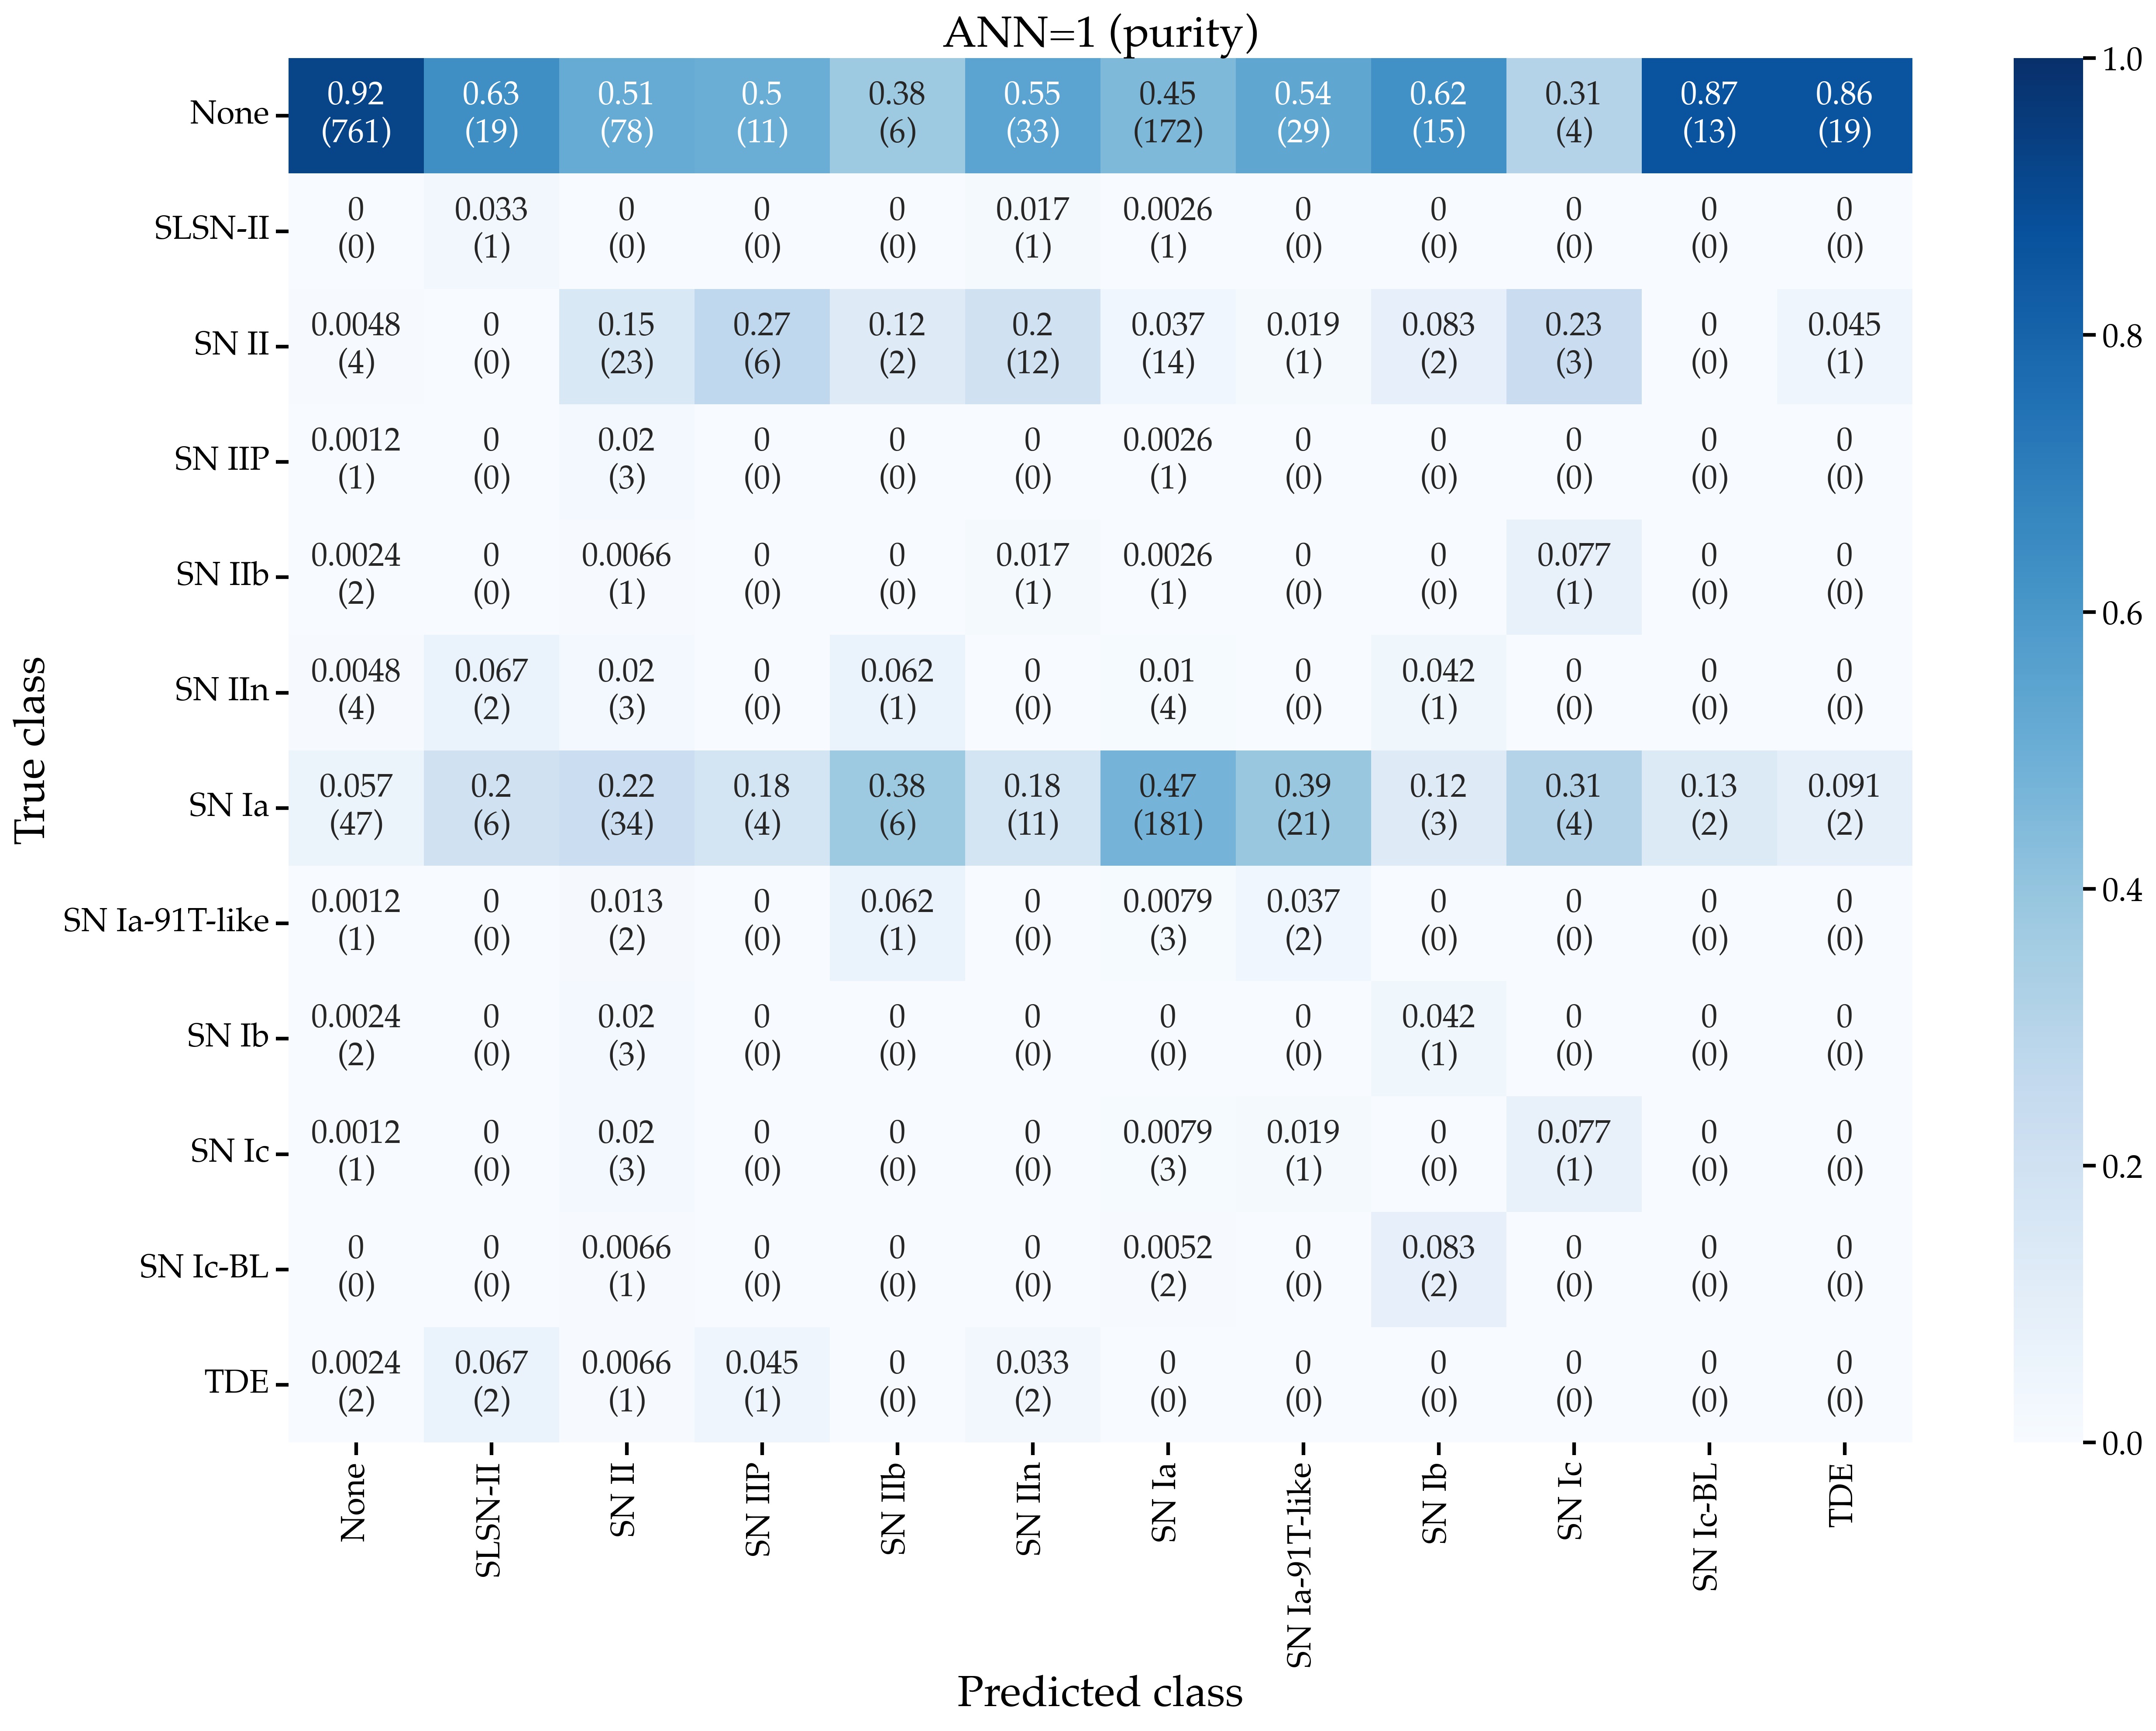 ANN=1 (purity)
None 0.92 0.63 0.51 0.5 0.38 0.55 0.45 0.54 0.62 0.31 0.87 0.86
(761) (19) (78) (11) (6) (33) (172) (29) (15) (4) (13) (19)
SLSN-II 0 0.033 0 0 0 0.017 0.0026 0 0 0 0 0
(0) (1) (0) (0) (0) (1) (1) (0) (0) (0) (0) (0)
SN II 0.0048 0 0.15 0.27 0.12 0.2 0.037 0.019 0.083 0.23 0 0.045
(4) (0) (23) (6) (2) (12) (14) (1) (2) (3) (0) (1)
SN IIP 0.0012 0 0.02 0 0 0 0.0026 0 0 0 0 0
(1) (0) (3) (0) (0) (0) (1) (0) (0) (0) (0) (0)
SN IIb 0.0024 0 0.0066 0 0 0.017 0.0026 0 0 0.077 0 0
(2) (0) (1) (0) (0) (1) (1) (0) (0) (1) (0) (0)
SN IIn 0.0048 0.067 0.02 0 0.062 0 0.01 0 0.042 0 0 0
(4) (2) (3) (0) (1) (0) (4) (0) (1) (0) (0) (0)
SN Ia 0.057 0.2 0.22 0.18 0.38 0.18 0.47 0.39 0.12 0.31 0.13 0.091
(47) (6) (34) (4) (6) (11) (181) (21) (3) (4) (2) (2)
SN Ia-91T-like 0.0012 0 0.013 0 0.062 0 0.0079 0.037 0 0 0 0
(1) (0) (2) (0) (1) (0) (3) (2) (0) (0) (0) (0)
SN Ib 0.0024 0 0.02 0 0 0 0 0 0.042 0 0 0
(2) (0) (3) (0) (0) (0) (0) (0) (1) (0) (0) (0)
SN Ic 0.0012 0 0.02 0 0 0 0.0079 0.019 0 0.077 0 0
(1) (0) (3) (0) (0) (0) (3) (1) (0) (1) (0) (0)
SN Ic-BL 0 0 0.0066 0 0 0 0.0052 0 0.083 0 0 0
(0) (0) (1) (0) (0) (0) (2) (0) (2) (0) (0) (0)
TDE 0.0024 0.067 0.0066 0.045 0 0.033 0 0 0 0 0 0
(2) (2) (1) (1) (0) (2) (0) (0) (0) (0) (0) (0)
None SLSN-II SN II SN IIP SN IIb SN IIn SN Ia SN Ia-91T-like SN Ib SN Ic SN Ic-BL TDE
Predicted class
True class
1.0
0.8
0.6
0.4
0.2
0.0